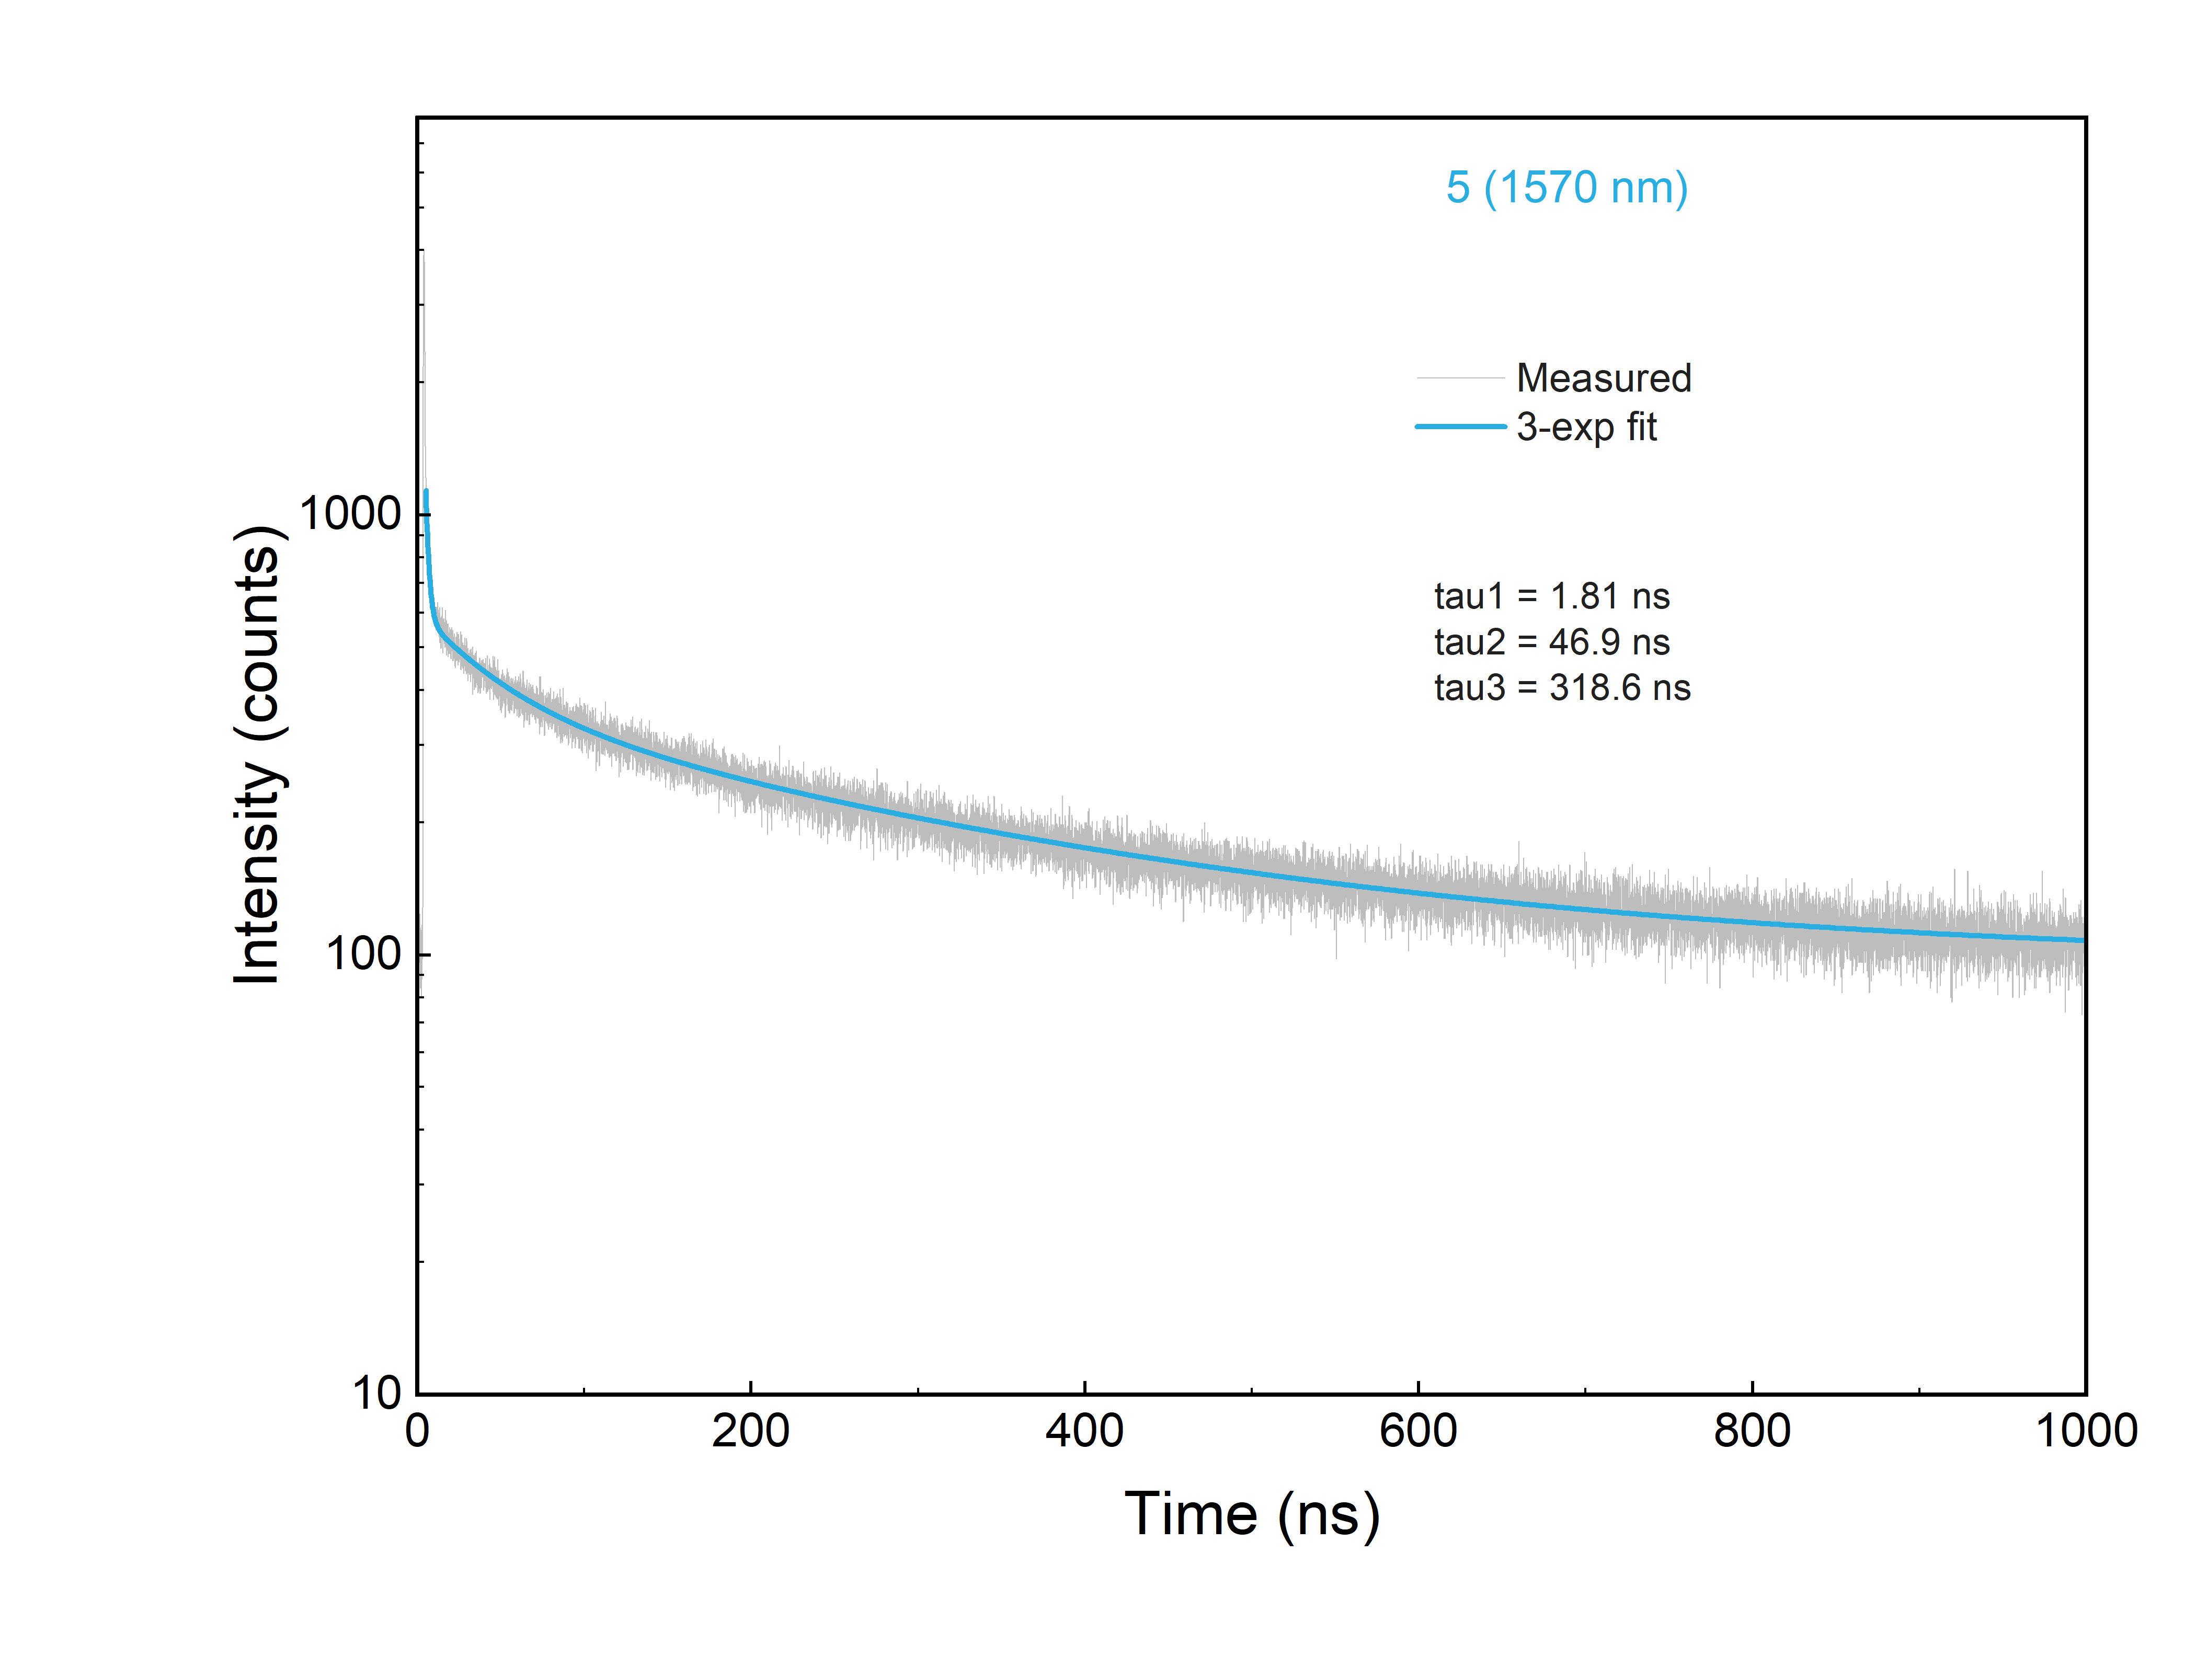 5 (1570 nm)
Measured
3-exp fit
tau1 = 1.81 ns
tau2 = 46.9 ns
tau3 = 318.6 ns
Intensity (counts)
1000
100
10
0 200 400 600 800 1000
Time (ns)